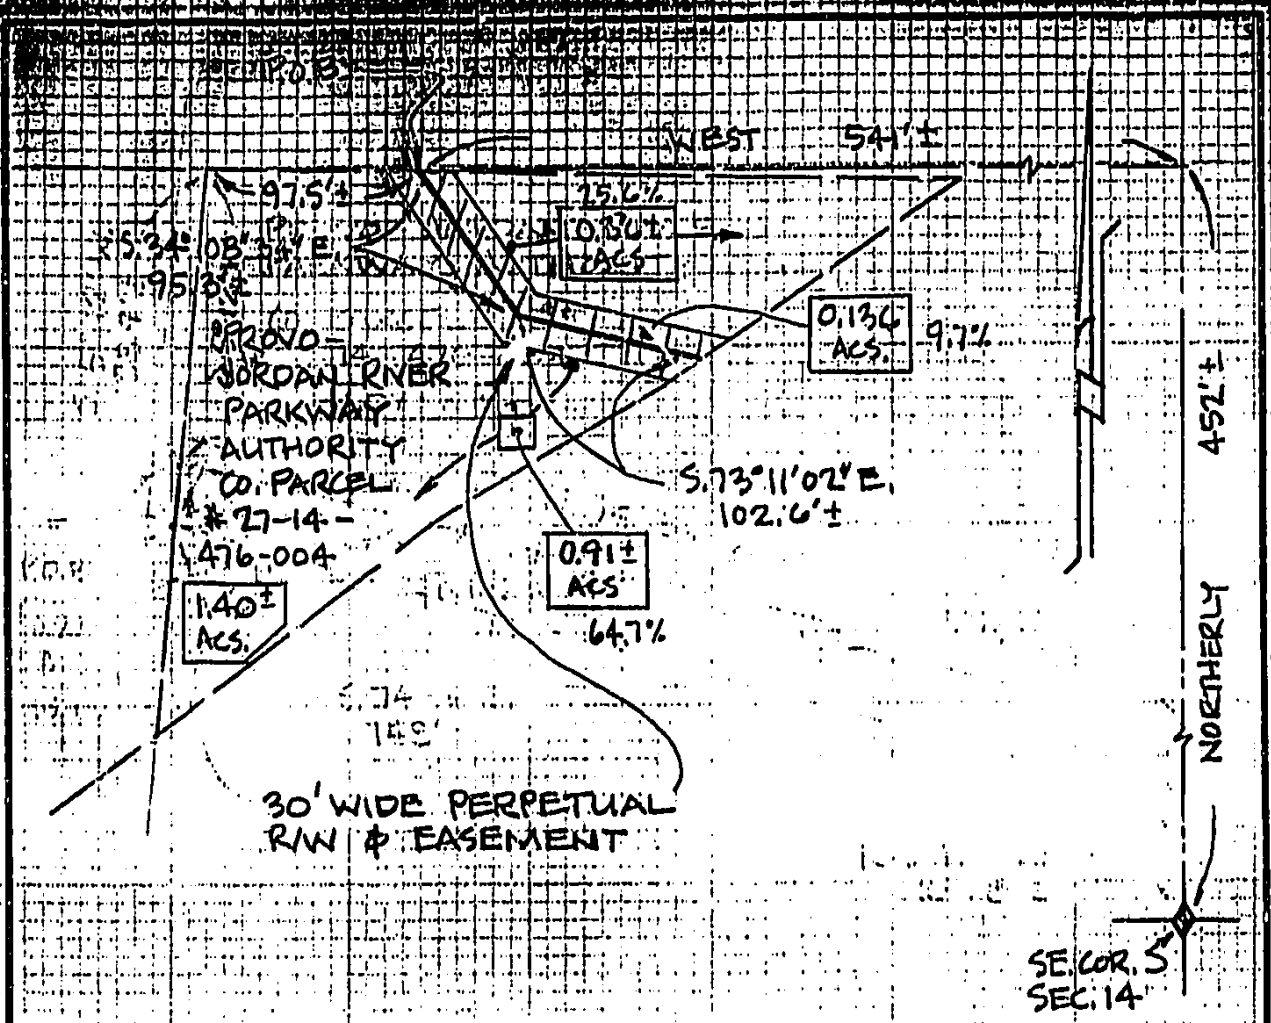 P.O.B.
WEST 541'±
97.5'±
25.6%
0.36±
ACS
S.34°08'34" E.
95.3'±
0.136
ACS.
9.7%
PROVO-
JORDAN RIVER
PARKWAY
AUTHORITY
CO. PARCEL
# 27-14-
476-004
1.40±
ACS.
S.73°11'02" E.
102.6'±
0.91±
ACS
64.7%
452'±
NORTHERLY
30' WIDE PERPETUAL
R/W & EASEMENT
SE. COR.
SEC. 14